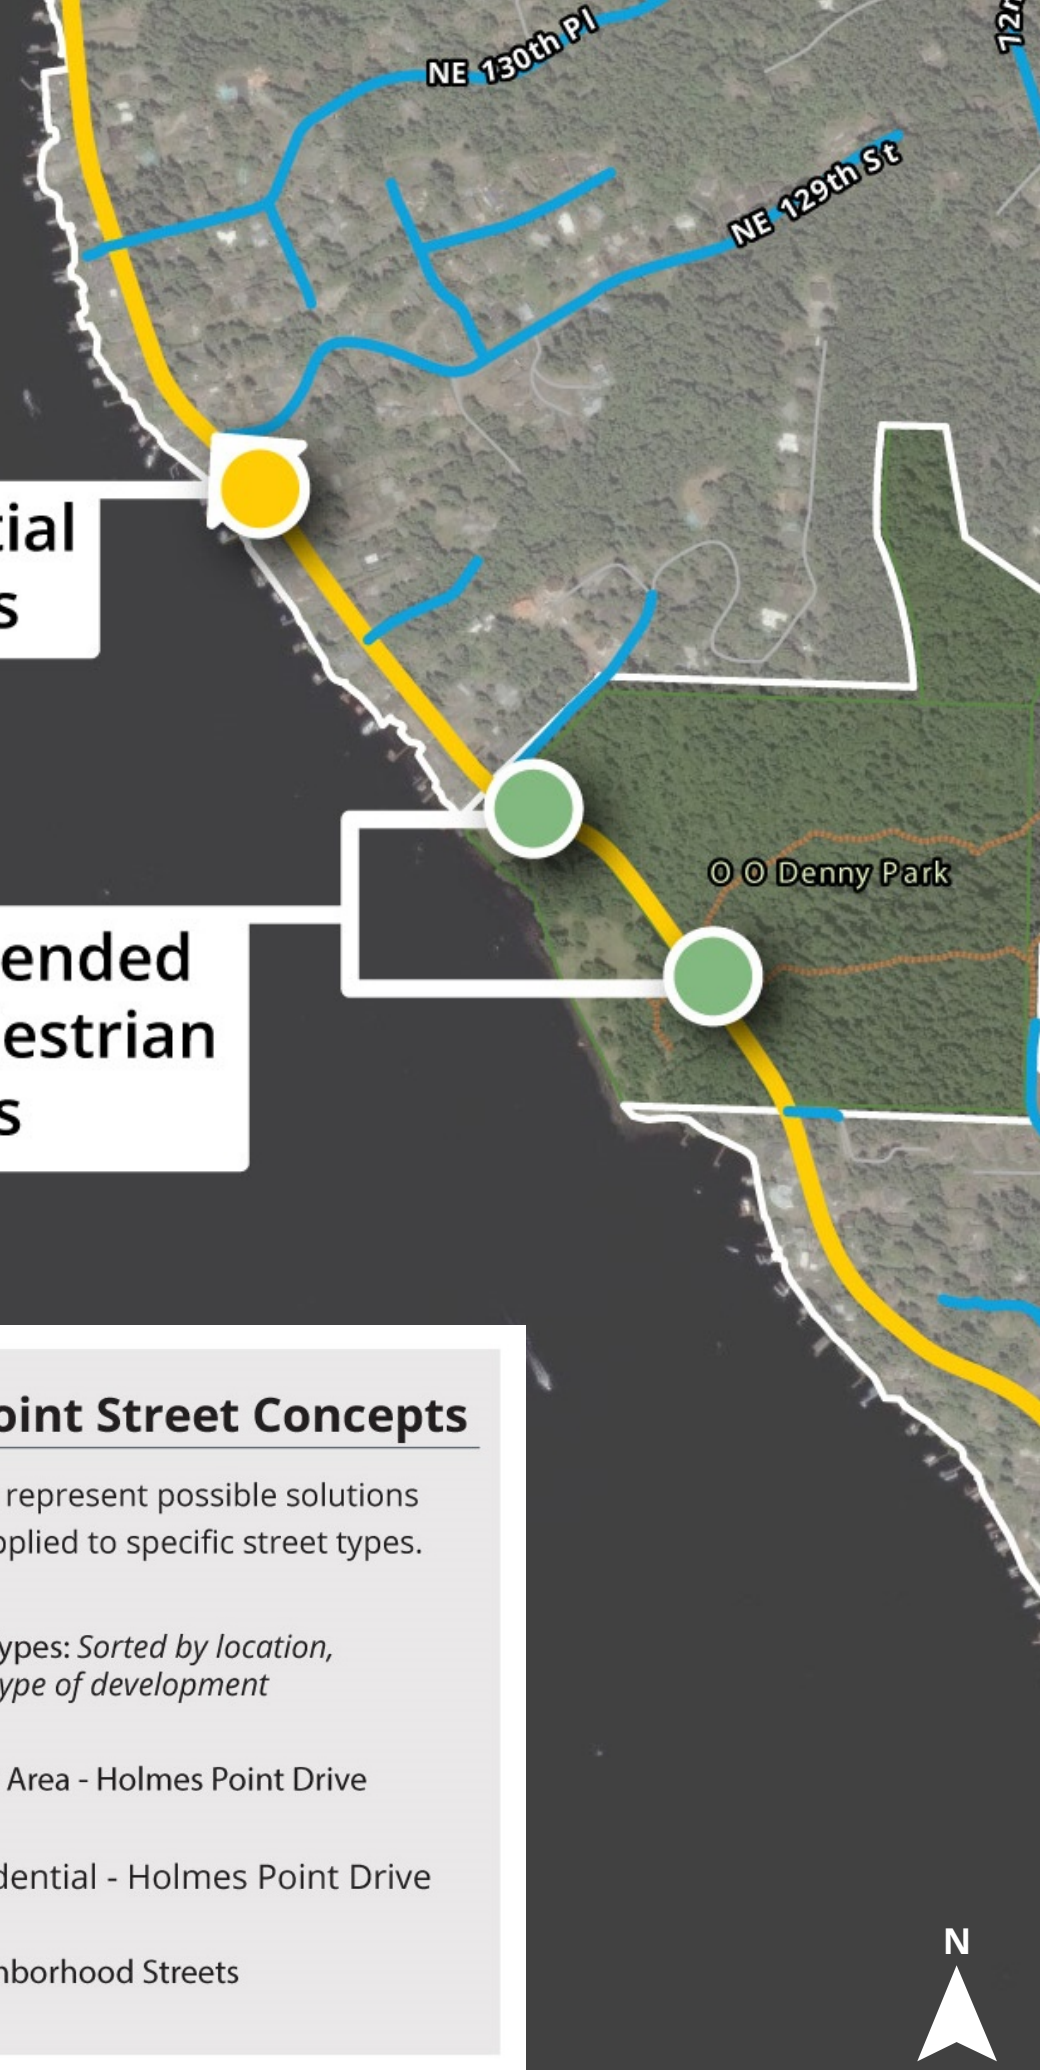 NE 130th Pl
NE 129th St
tial
s
O O Denny Park
ended
estrian
s
oint Street Concepts
represent possible solutions
pplied to specific street types.
ypes: Sorted by location,
ype of development
Area - Holmes Point Drive
dential - Holmes Point Drive
hborhood Streets
N